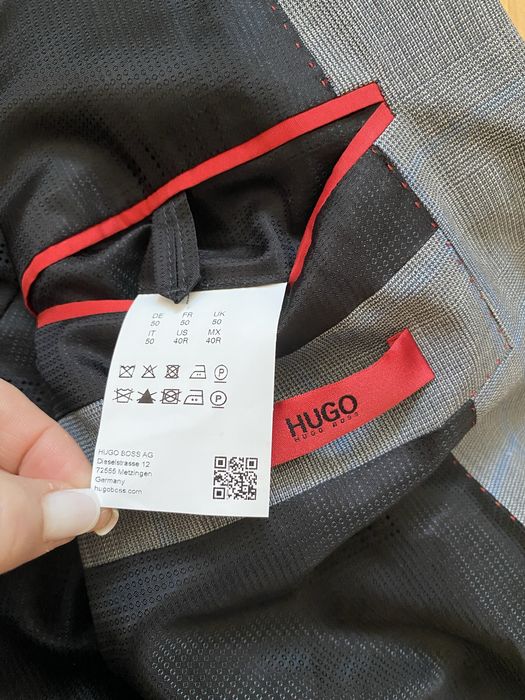 DE FR UK
50 50 50
IT US MX
50 40R 40R
HUGO
HUGO BOSS
HUGO BOSS AG
Dieselstrasse 12
72555 Metzingen
Germany
hugoboss.com